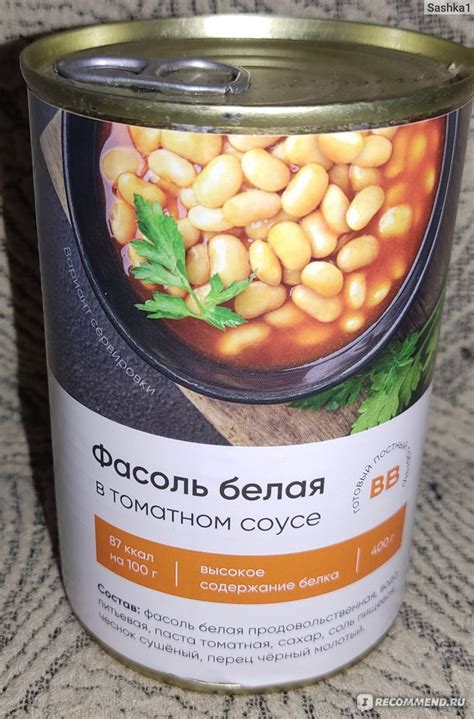 Sashka1
Вариант сервировки
Фасоль белая
в томатном соусе
готовый постный
ВВ
87 ккал
на 100 г
высокое
содержание белка
400 г
Состав: фасоль белая продовольственная, вода
питьевая, паста томатная, сахар, соль пищевая,
чеснок сушёный, перец чёрный молотый.
IRECOMMEND.RU